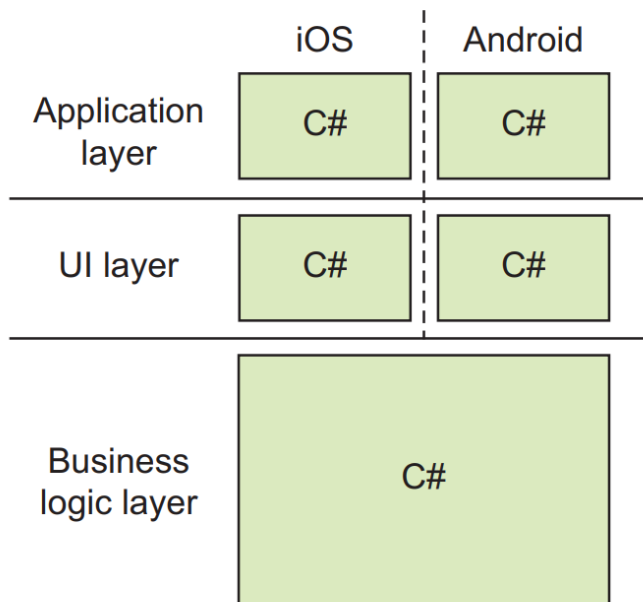 iOS
Android
Application
layer
C#
C#
UI layer
C#
C#
Business
logic layer
C#